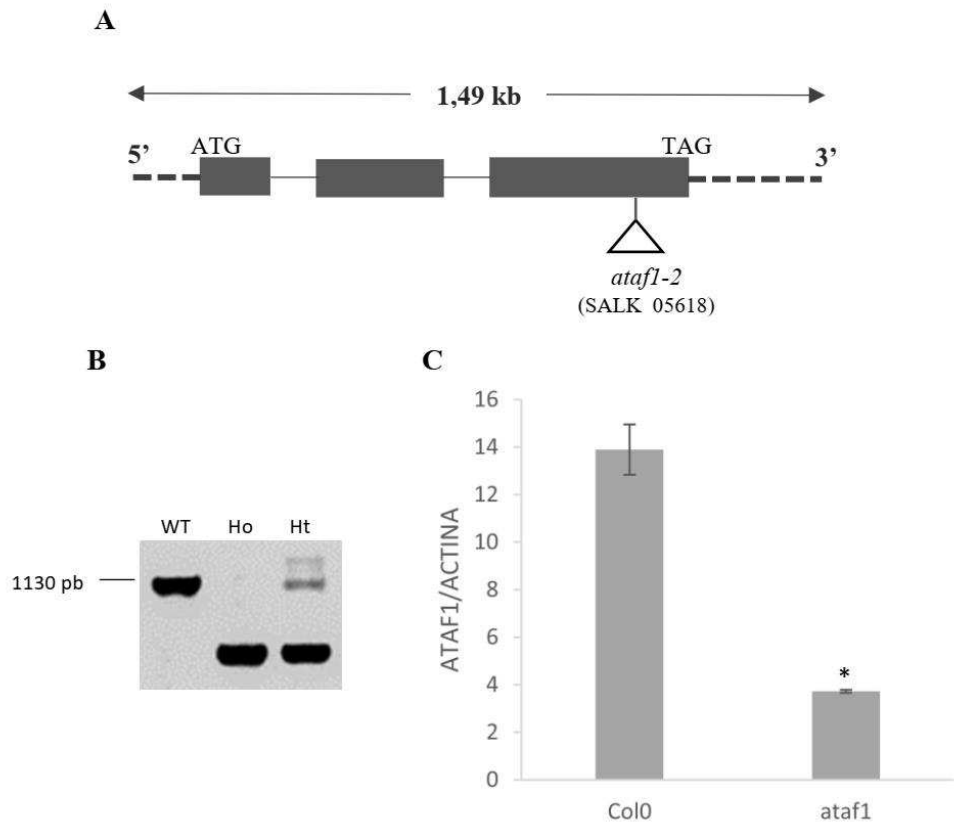 A
1,49 kb
5’ ATG TAG 3’
ataf1-2
(SALK 05618)
B
WT Ho Ht
1130 pb
C
ATAF1/ACTINA
16
14
12
10
8
6
4
2
0
*
Col0 ataf1